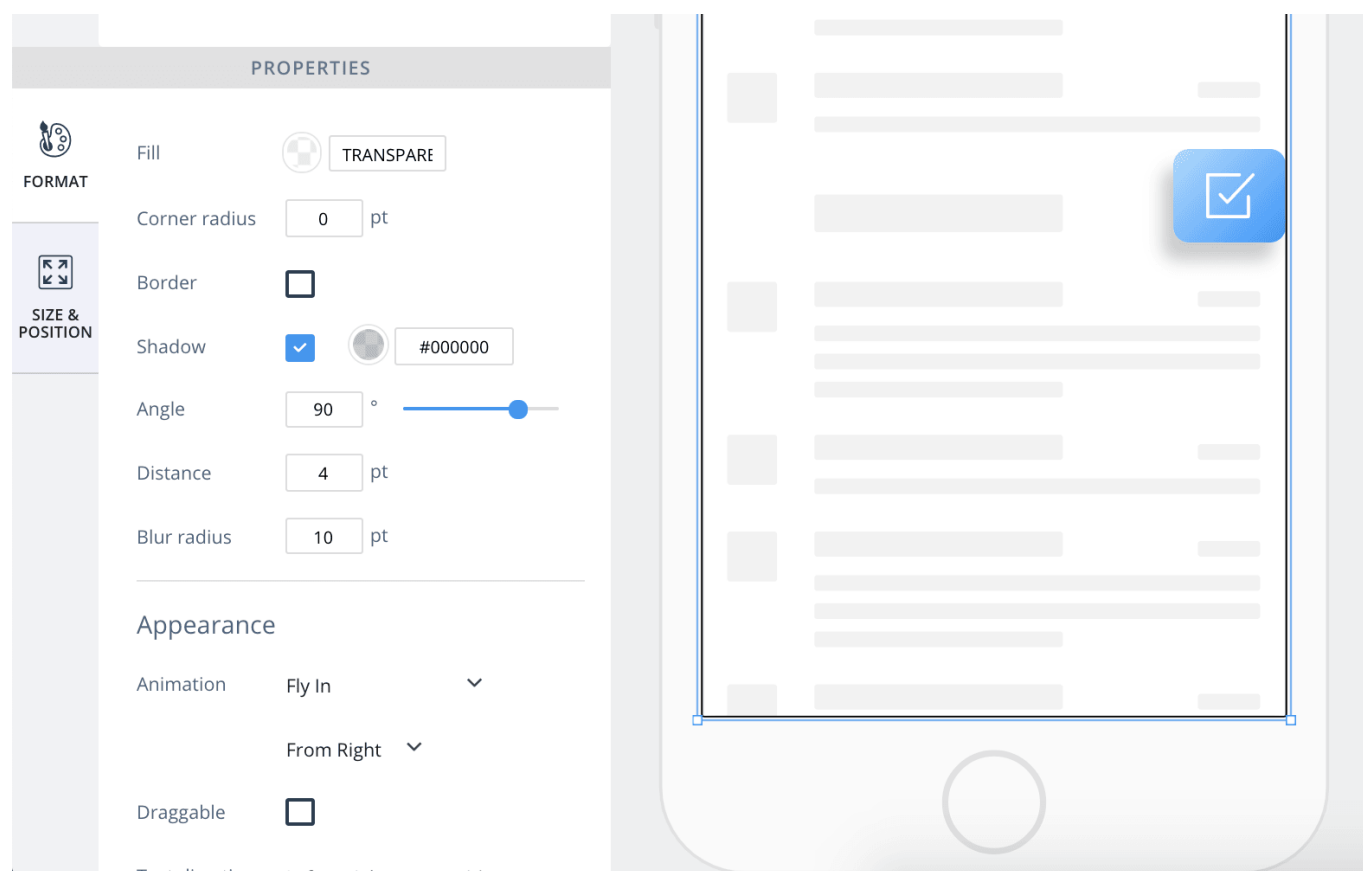 PROPERTIES
FORMAT
SIZE &
POSITION
Fill
TRANSPARE
Corner radius
0
pt
Border
Shadow
#000000
Angle
90
°
Distance
4
pt
Blur radius
10
pt
Appearance
Animation
Fly In
From Right
Draggable